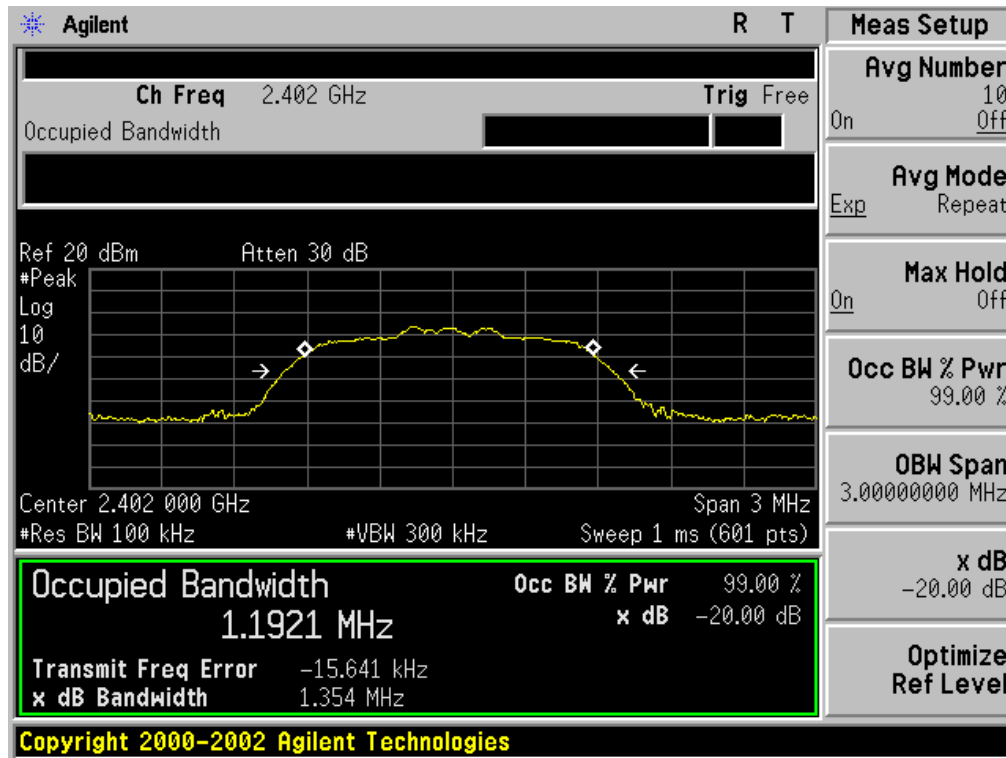 Agilent R T
Ch Freq 2.402 GHz Trig Free
Occupied Bandwidth
Ref 20 dBm Atten 30 dB
#Peak
Log
10
dB/
Center 2.402 000 GHz Span 3 MHz
#Res BW 100 kHz #VBW 300 kHz Sweep 1 ms (601 pts)
Occupied Bandwidth Occ BW % Pwr 99.00 %
1.1921 MHz x dB -20.00 dB
Transmit Freq Error -15.641 kHz
x dB Bandwidth 1.354 MHz
Copyright 2000-2002 Agilent Technologies
Meas Setup
Avg Number
10
On Off
Avg Mode
Exp Repeat
Max Hold
On Off
Occ BW % Pwr
99.00 %
OBW Span
3.00000000 MHz
x dB
-20.00 dB
Optimize
Ref Level